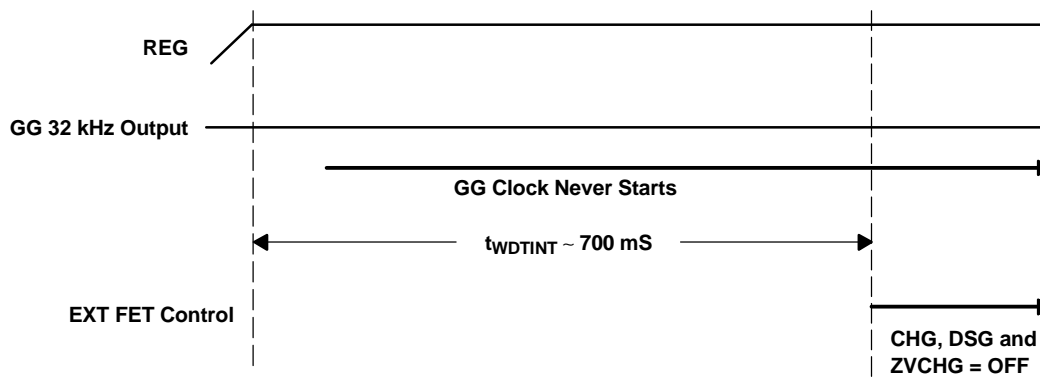 REG
GG 32 kHz Output
GG Clock Never Starts
tWDTINT ~ 700 mS
EXT FET Control
CHG, DSG and
ZVCHG = OFF